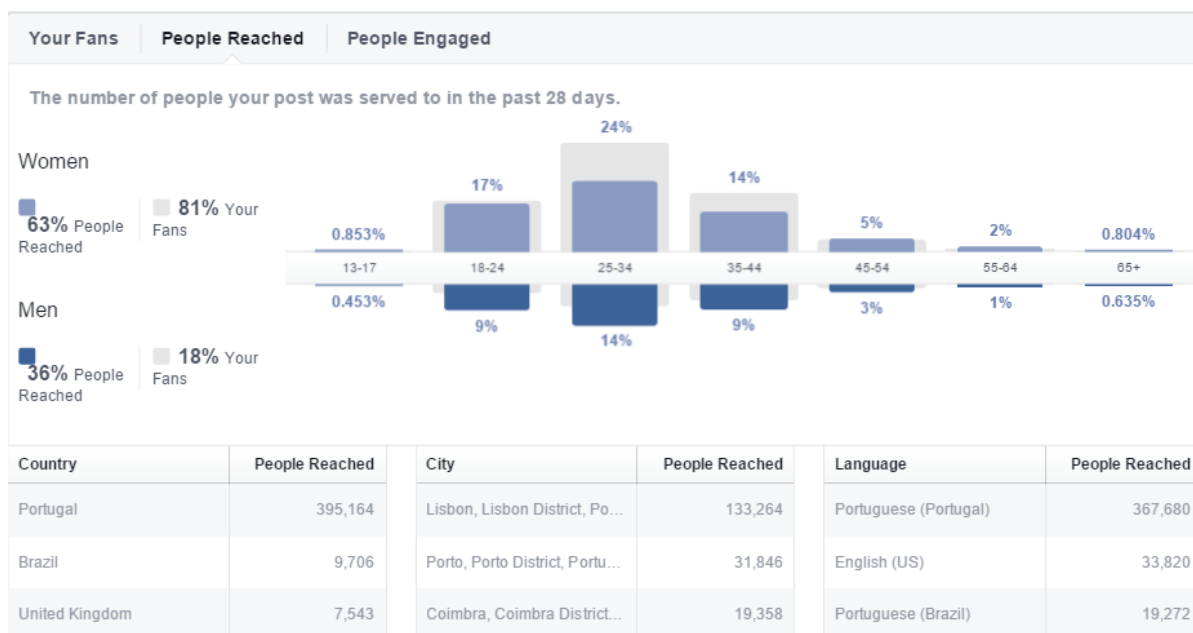 Your Fans People Reached People Engaged
The number of people your post was served to in the past 28 days.
Women
63% People Reached
81% Your Fans
0.853% 17% 24% 14% 5% 2% 0.804%
13-17 18-24 25-34 35-44 45-54 55-64 65+
0.453% 9% 14% 9% 3% 1% 0.635%
Men
36% People Reached
18% Your Fans
Country People Reached City People Reached Language People Reached
Portugal 395,164 Lisbon, Lisbon District, Po... 133,264 Portuguese (Portugal) 367,680
Brazil 9,706 Porto, Porto District, Portu... 31,846 English (US) 33,820
United Kingdom 7,543 Coimbra, Coimbra District... 19,358 Portuguese (Brazil) 19,272